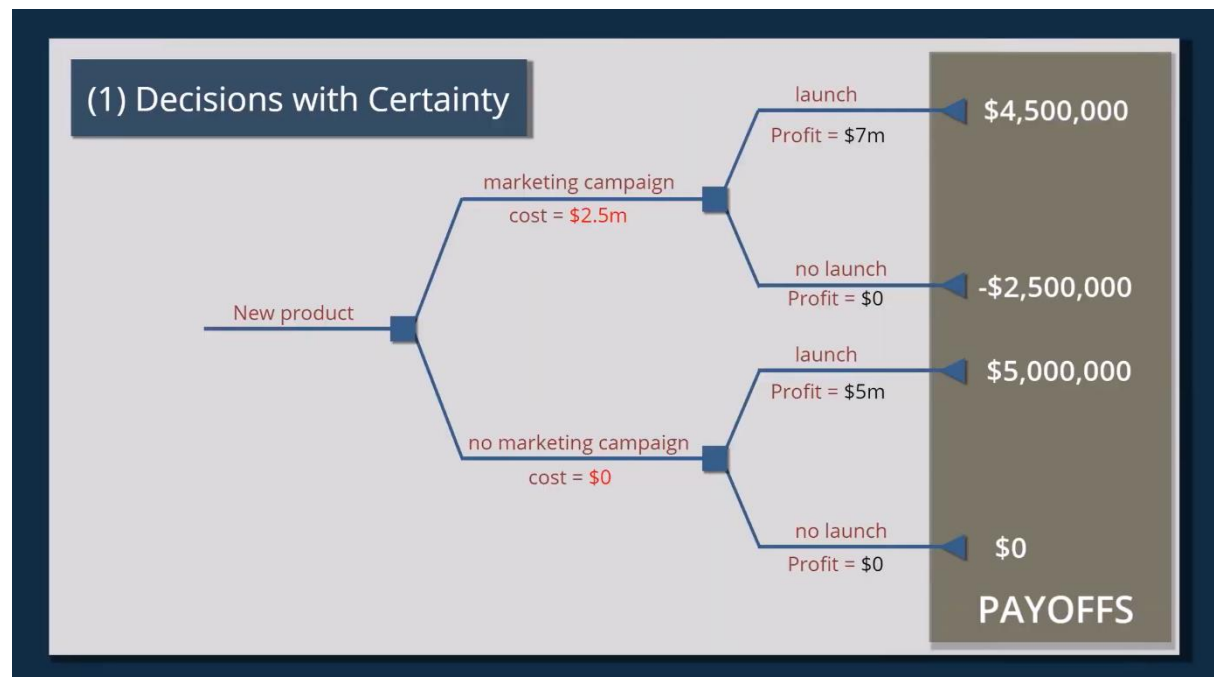 (1) Decisions with Certainty
launch
Profit = $7m
$4,500,000
marketing campaign
cost = $2.5m
no launch
Profit = $0
-$2,500,000
New product
launch
Profit = $5m
$5,000,000
no marketing campaign
cost = $0
no launch
Profit = $0
$0
PAYOFFS